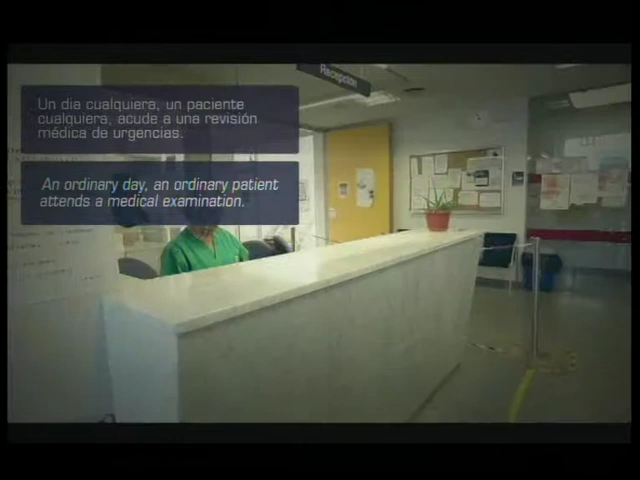 Recepción
Un dia cualquiera, un paciente
cualquiera, acude a una revisión
médica de urgencias.
An ordinary day, an ordinary patient
attends a medical examination.